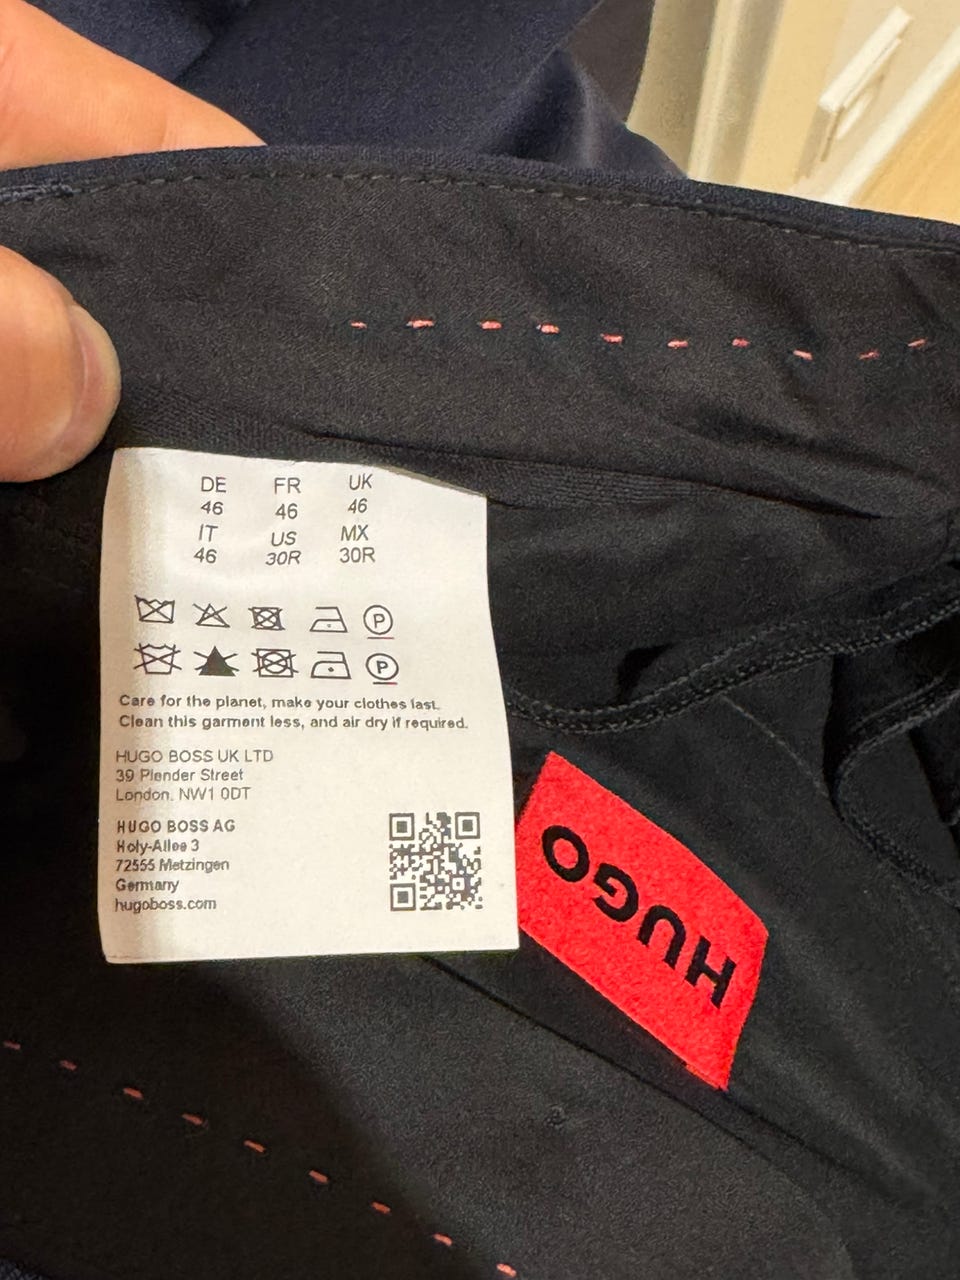 DE FR UK
46 46 46
IT US MX
46 30R 30R
P
P
Care for the planet, make your clothes last.
Clean this garment less, and air dry if required.
HUGO BOSS UK LTD
39 Plender Street
London, NW1 0DT
HUGO BOSS AG
Holy-Allee 3
72555 Metzingen
Germany
hugoboss.com
HUGO